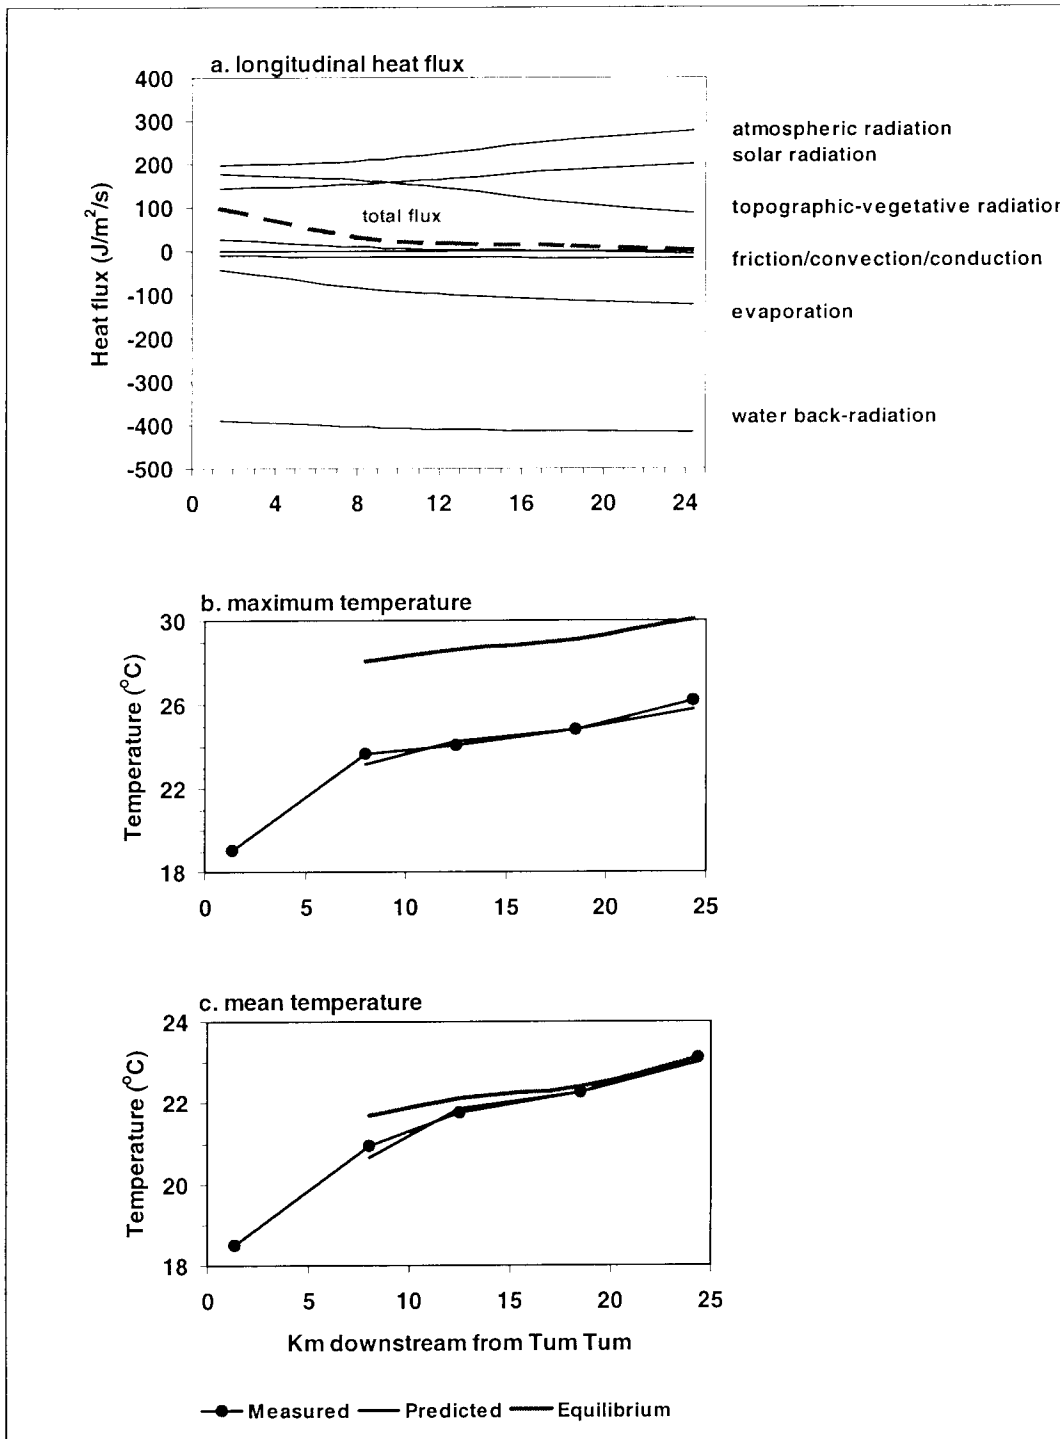 a. longitudinal heat flux
400
300
200
100
0
-100
-200
-300
-400
-500
Heat flux (J/m²/s)
total flux
atmospheric radiation
solar radiation
topographic-vegetative radiation
friction/convection/conduction
evaporation
water back-radiation
0 4 8 12 16 20 24
b. maximum temperature
30
26
22
18
Temperature (°C)
0 5 10 15 20 25
c. mean temperature
24
22
20
18
Temperature (°C)
0 5 10 15 20 25
Km downstream from Tum Tum
Measured Predicted Equilibrium